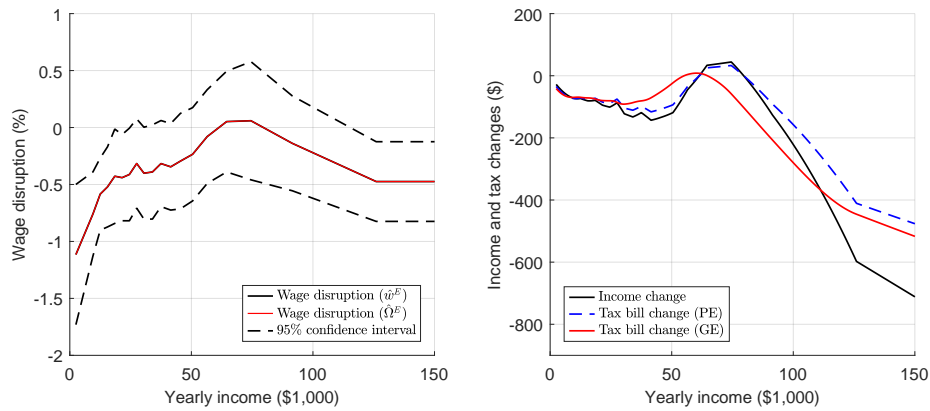 1
0.5
0
-0.5
-1
-1.5
-2
Wage disruption (%)
Wage disruption (ŵᴱ)
Wage disruption (Ω̂ᴱ)
95% confidence interval
0
50
100
150
Yearly income ($1,000)
200
0
-200
-400
-600
-800
Income and tax changes ($)
Income change
Tax bill change (PE)
Tax bill change (GE)
0
50
100
150
Yearly income ($1,000)